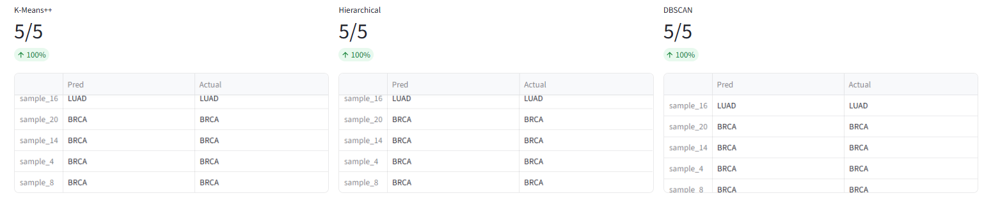 K-Means++
5/5
↑ 100%
Pred Actual
sample_16 LUAD LUAD
sample_20 BRCA BRCA
sample_14 BRCA BRCA
sample_4 BRCA BRCA
sample_8 BRCA BRCA
Hierarchical
5/5
↑ 100%
Pred Actual
sample_16 LUAD LUAD
sample_20 BRCA BRCA
sample_14 BRCA BRCA
sample_4 BRCA BRCA
sample_8 BRCA BRCA
DBSCAN
5/5
↑ 100%
Pred Actual
sample_16 LUAD LUAD
sample_20 BRCA BRCA
sample_14 BRCA BRCA
sample_4 BRCA BRCA
sample_8 BRCA BRCA